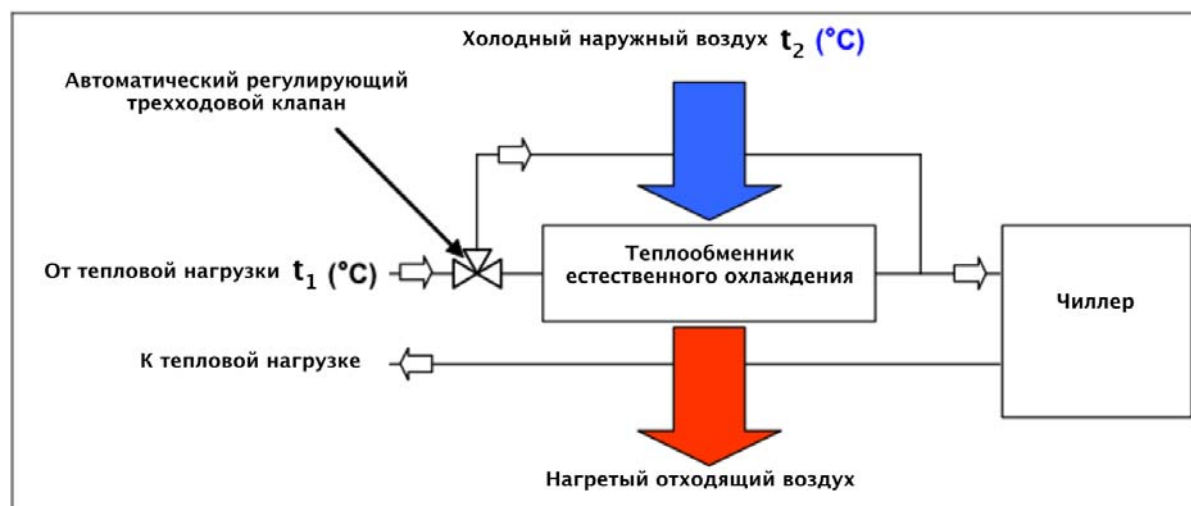 Холодный наружный воздух t₂ (°C)
Автоматический регулирующий
трехходовой клапан
От тепловой нагрузки t₁ (°C)
Теплообменник
естественного охлаждения
Чиллер
К тепловой нагрузке
Нагретый отходящий воздух